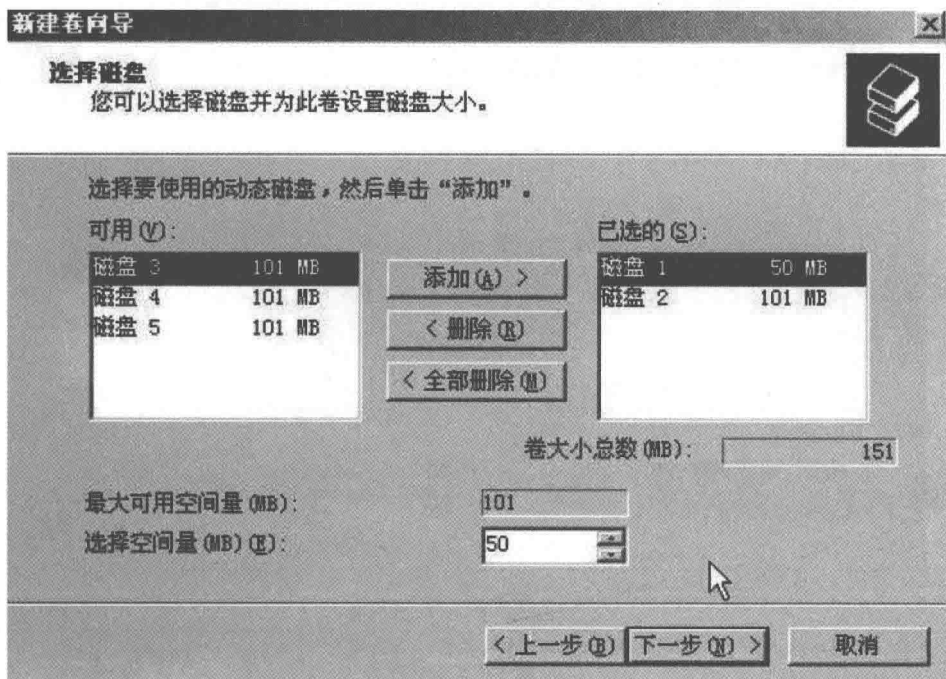 新建卷向导
选择磁盘
您可以选择磁盘并为此卷设置磁盘大小。
选择要使用的动态磁盘，然后单击“添加”。
可用(V):
已选的(S):
磁盘 3 101 MB
磁盘 4 101 MB
磁盘 5 101 MB
添加(A) >
< 删除(R)
< 全部删除(M)
磁盘 1 50 MB
磁盘 2 101 MB
卷大小总数(MB): 151
最大可用空间量(MB): 101
选择空间量(MB)(E): 50
< 上一步(B)
下一步(N) >
取消